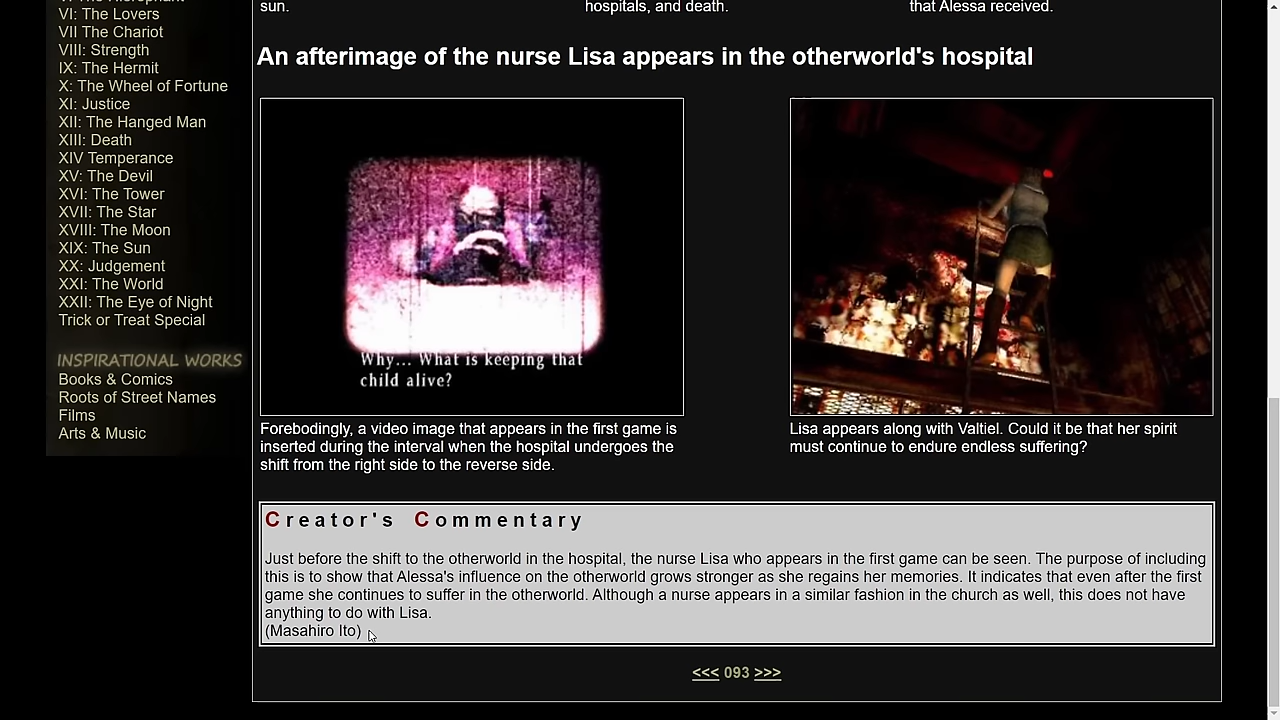 VI: The Lovers
VII The Chariot
VIII: Strength
IX: The Hermit
X: The Wheel of Fortune
XI: Justice
XII: The Hanged Man
XIII: Death
XIV Temperance
XV: The Devil
XVI: The Tower
XVII: The Star
XVIII: The Moon
XIX: The Sun
XX: Judgement
XXI: The World
XXII: The Eye of Night
Trick or Treat Special
INSPIRATIONAL WORKS
Books & Comics
Roots of Street Names
Films
Arts & Music
sun.
hospitals, and death.
that Alessa received.
An afterimage of the nurse Lisa appears in the otherworld's hospital
Why... What is keeping that
child alive?
Forebodingly, a video image that appears in the first game is
inserted during the interval when the hospital undergoes the
shift from the right side to the reverse side.
Lisa appears along with Valtiel. Could it be that her spirit
must continue to endure endless suffering?
Creator's Commentary
Just before the shift to the otherworld in the hospital, the nurse Lisa who appears in the first game can be seen. The purpose of including
this is to show that Alessa's influence on the otherworld grows stronger as she regains her memories. It indicates that even after the first
game she continues to suffer in the otherworld. Although a nurse appears in a similar fashion in the church as well, this does not have
anything to do with Lisa.
(Masahiro Ito)
<<< 093 >>>